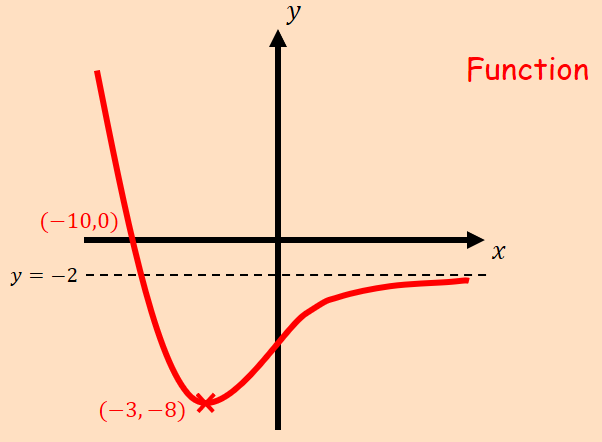 y
Function
(−10,0)
x
y = −2
(−3, −8)